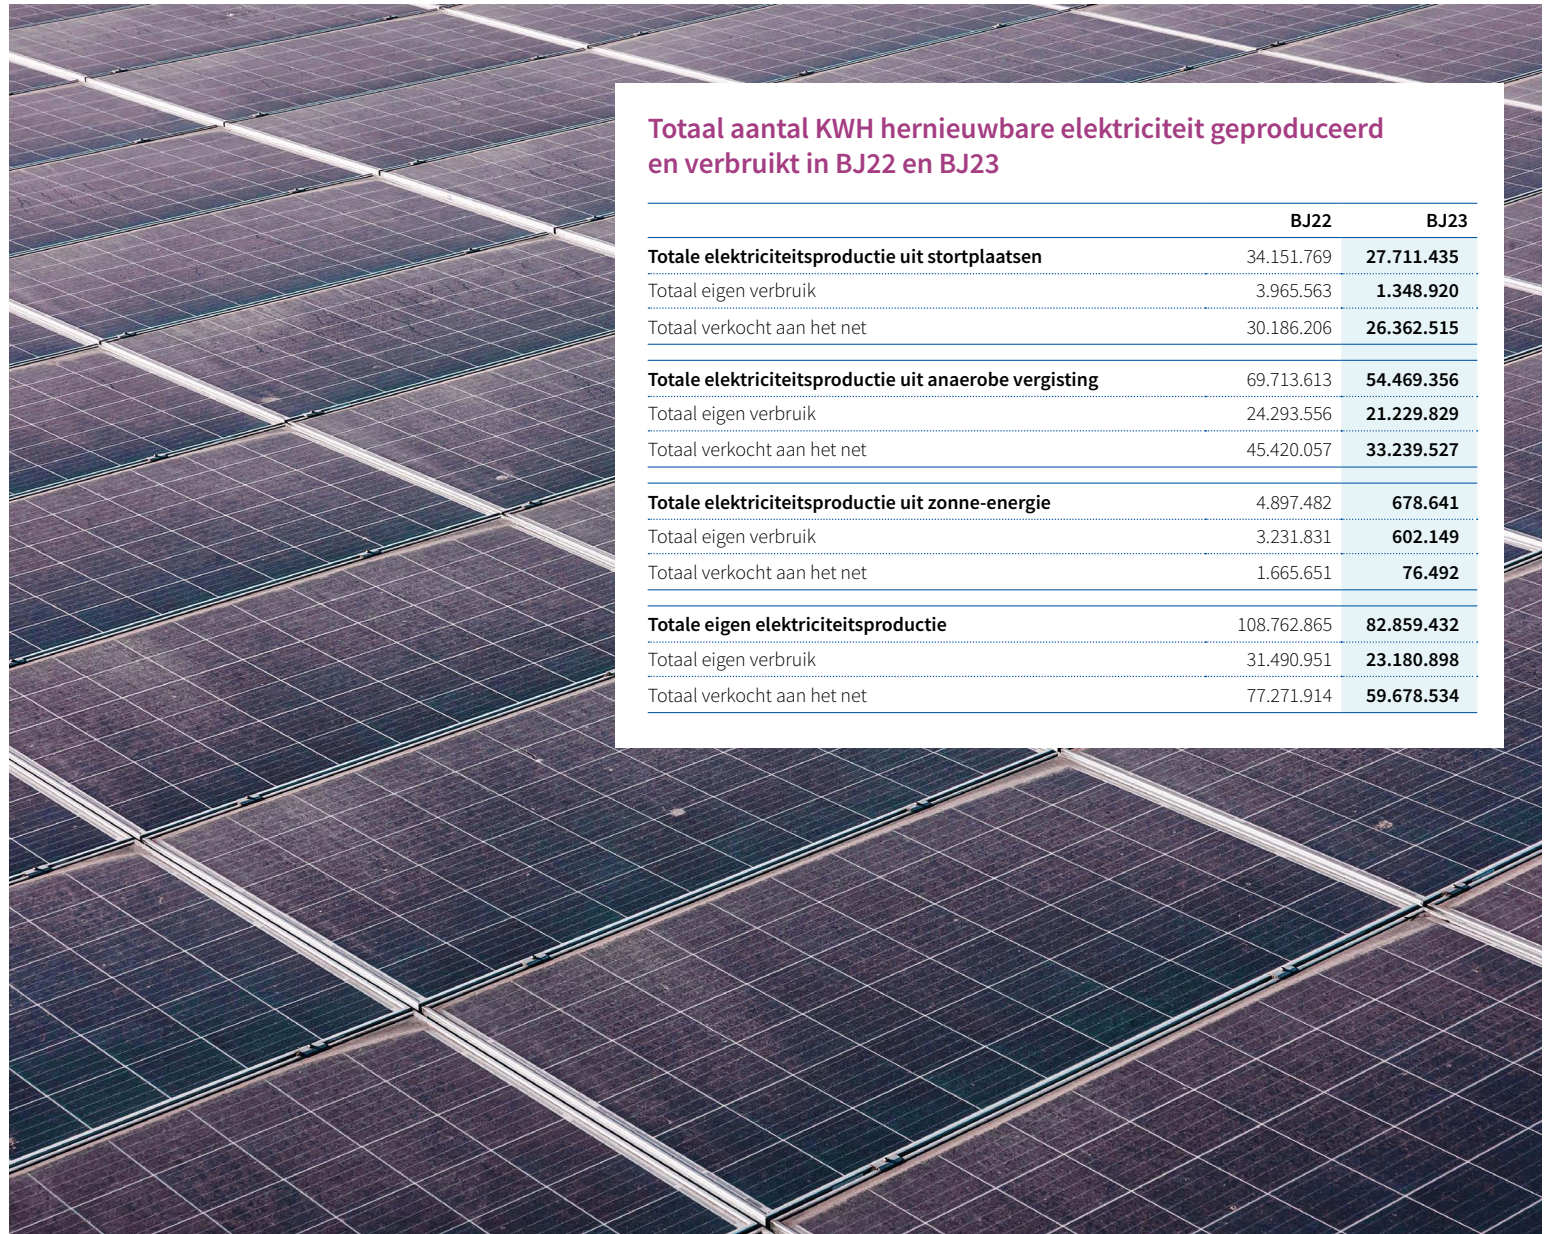 Totaal aantal KWH hernieuwbare elektriciteit geproduceerd
en verbruikt in BJ22 en BJ23
BJ22 BJ23
Totale elektriciteitsproductie uit stortplaatsen 34.151.769 27.711.435
Totaal eigen verbruik 3.965.563 1.348.920
Totaal verkocht aan het net 30.186.206 26.362.515
Totale elektriciteitsproductie uit anaerobe vergisting 69.713.613 54.469.356
Totaal eigen verbruik 24.293.556 21.229.829
Totaal verkocht aan het net 45.420.057 33.239.527
Totale elektriciteitsproductie uit zonne-energie 4.897.482 678.641
Totaal eigen verbruik 3.231.831 602.149
Totaal verkocht aan het net 1.665.651 76.492
Totale eigen elektriciteitsproductie 108.762.865 82.859.432
Totaal eigen verbruik 31.490.951 23.180.898
Totaal verkocht aan het net 77.271.914 59.678.534